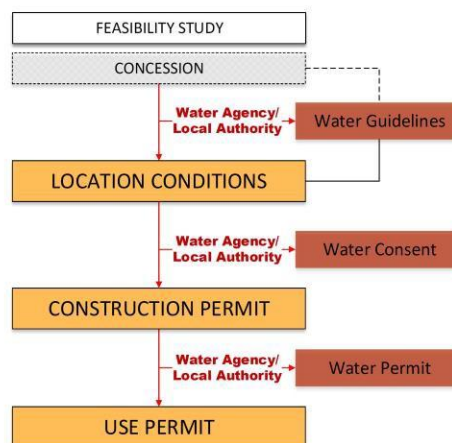 FEASIBILITY STUDY
CONCESSION
Water Agency/
Local Authority
Water Guidelines
LOCATION CONDITIONS
Water Agency/
Local Authority
Water Consent
CONSTRUCTION PERMIT
Water Agency/
Local Authority
Water Permit
USE PERMIT